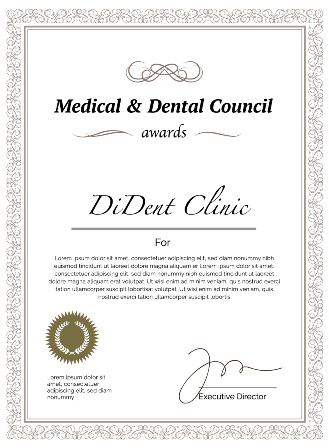 Medical & Dental Council
awards
DiDent Clinic
For
Lorem ipsum dolor sit amet, consectetuer adipiscing elit, sed diam nonummy nibh
euismod tincidunt ut laoreet dolore magna aliquam er Lorem ipsum dolor sit amet,
consectetuer adipiscing elit, sed diam nonummy nibh euismod tincidunt ut laoreet
dolore magna aliquam erat volutpat. Ut wisi enim ad minim veniam, quis nostrud exerci
tation ullamcorper suscipit lobortisat volutpat. Ut wisi enim ad minim veniam, quis
nostrud exerci tation ullamcorper suscipit lobortis
Lorem ipsum dolor sit
amet, consectetuer
adipiscing elit, sed diam
nonummy
Executive Director